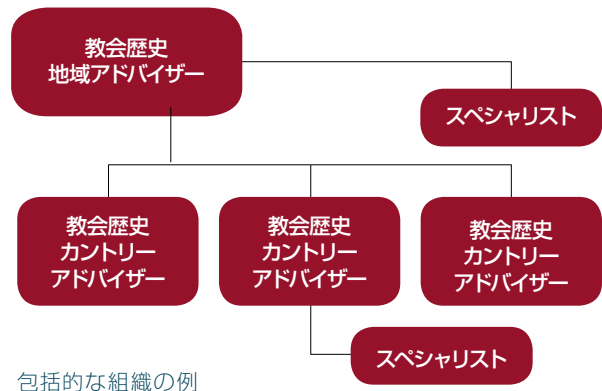 教会歴史
地域アドバイザー
スペシャリスト
教会歴史
カントリー
アドバイザー
教会歴史
カントリー
アドバイザー
教会歴史
カントリー
アドバイザー
スペシャリスト
包括的な組織の例